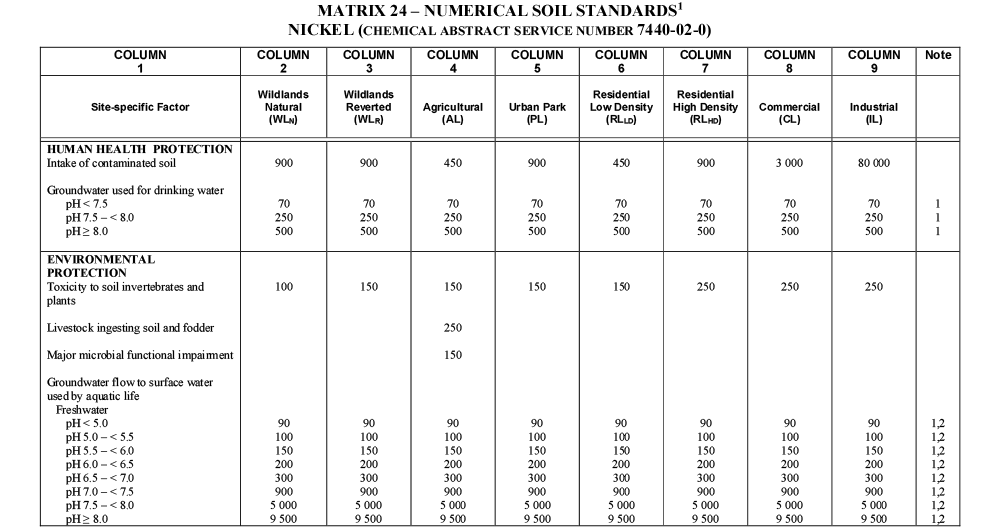 MATRIX 24 – NUMERICAL SOIL STANDARDS1
NICKEL (CHEMICAL ABSTRACT SERVICE NUMBER 7440-02-0)
COLUMN 1 COLUMN 2 COLUMN 3 COLUMN 4 COLUMN 5 COLUMN 6 COLUMN 7 COLUMN 8 COLUMN 9 Note
Site-specific Factor Wildlands Natural (WLN) Wildlands Reverted (WLR) Agricultural (AL) Urban Park (PL) Residential Low Density (RLLD) Residential High Density (RLHD) Commercial (CL) Industrial (IL)
HUMAN HEALTH PROTECTION
Intake of contaminated soil 900 900 450 900 450 900 3 000 80 000
Groundwater used for drinking water
pH < 7.5 70 70 70 70 70 70 70 70 1
pH 7.5 – < 8.0 250 250 250 250 250 250 250 250 1
pH ≥ 8.0 500 500 500 500 500 500 500 500 1
ENVIRONMENTAL
PROTECTION
Toxicity to soil invertebrates and 100 150 150 150 150 250 250 250
plants
Livestock ingesting soil and fodder 250
Major microbial functional impairment 150
Groundwater flow to surface water
used by aquatic life
Freshwater
pH < 5.0 90 90 90 90 90 90 90 90 1,2
pH 5.0 – < 5.5 100 100 100 100 100 100 100 100 1,2
pH 5.5 – < 6.0 150 150 150 150 150 150 150 150 1,2
pH 6.0 – < 6.5 200 200 200 200 200 200 200 200 1,2
pH 6.5 – < 7.0 300 300 300 300 300 300 300 300 1,2
pH 7.0 – < 7.5 900 900 900 900 900 900 900 900 1,2
pH 7.5 – < 8.0 5 000 5 000 5 000 5 000 5 000 5 000 5 000 5 000 1,2
pH ≥ 8.0 9 500 9 500 9 500 9 500 9 500 9 500 9 500 9 500 1,2